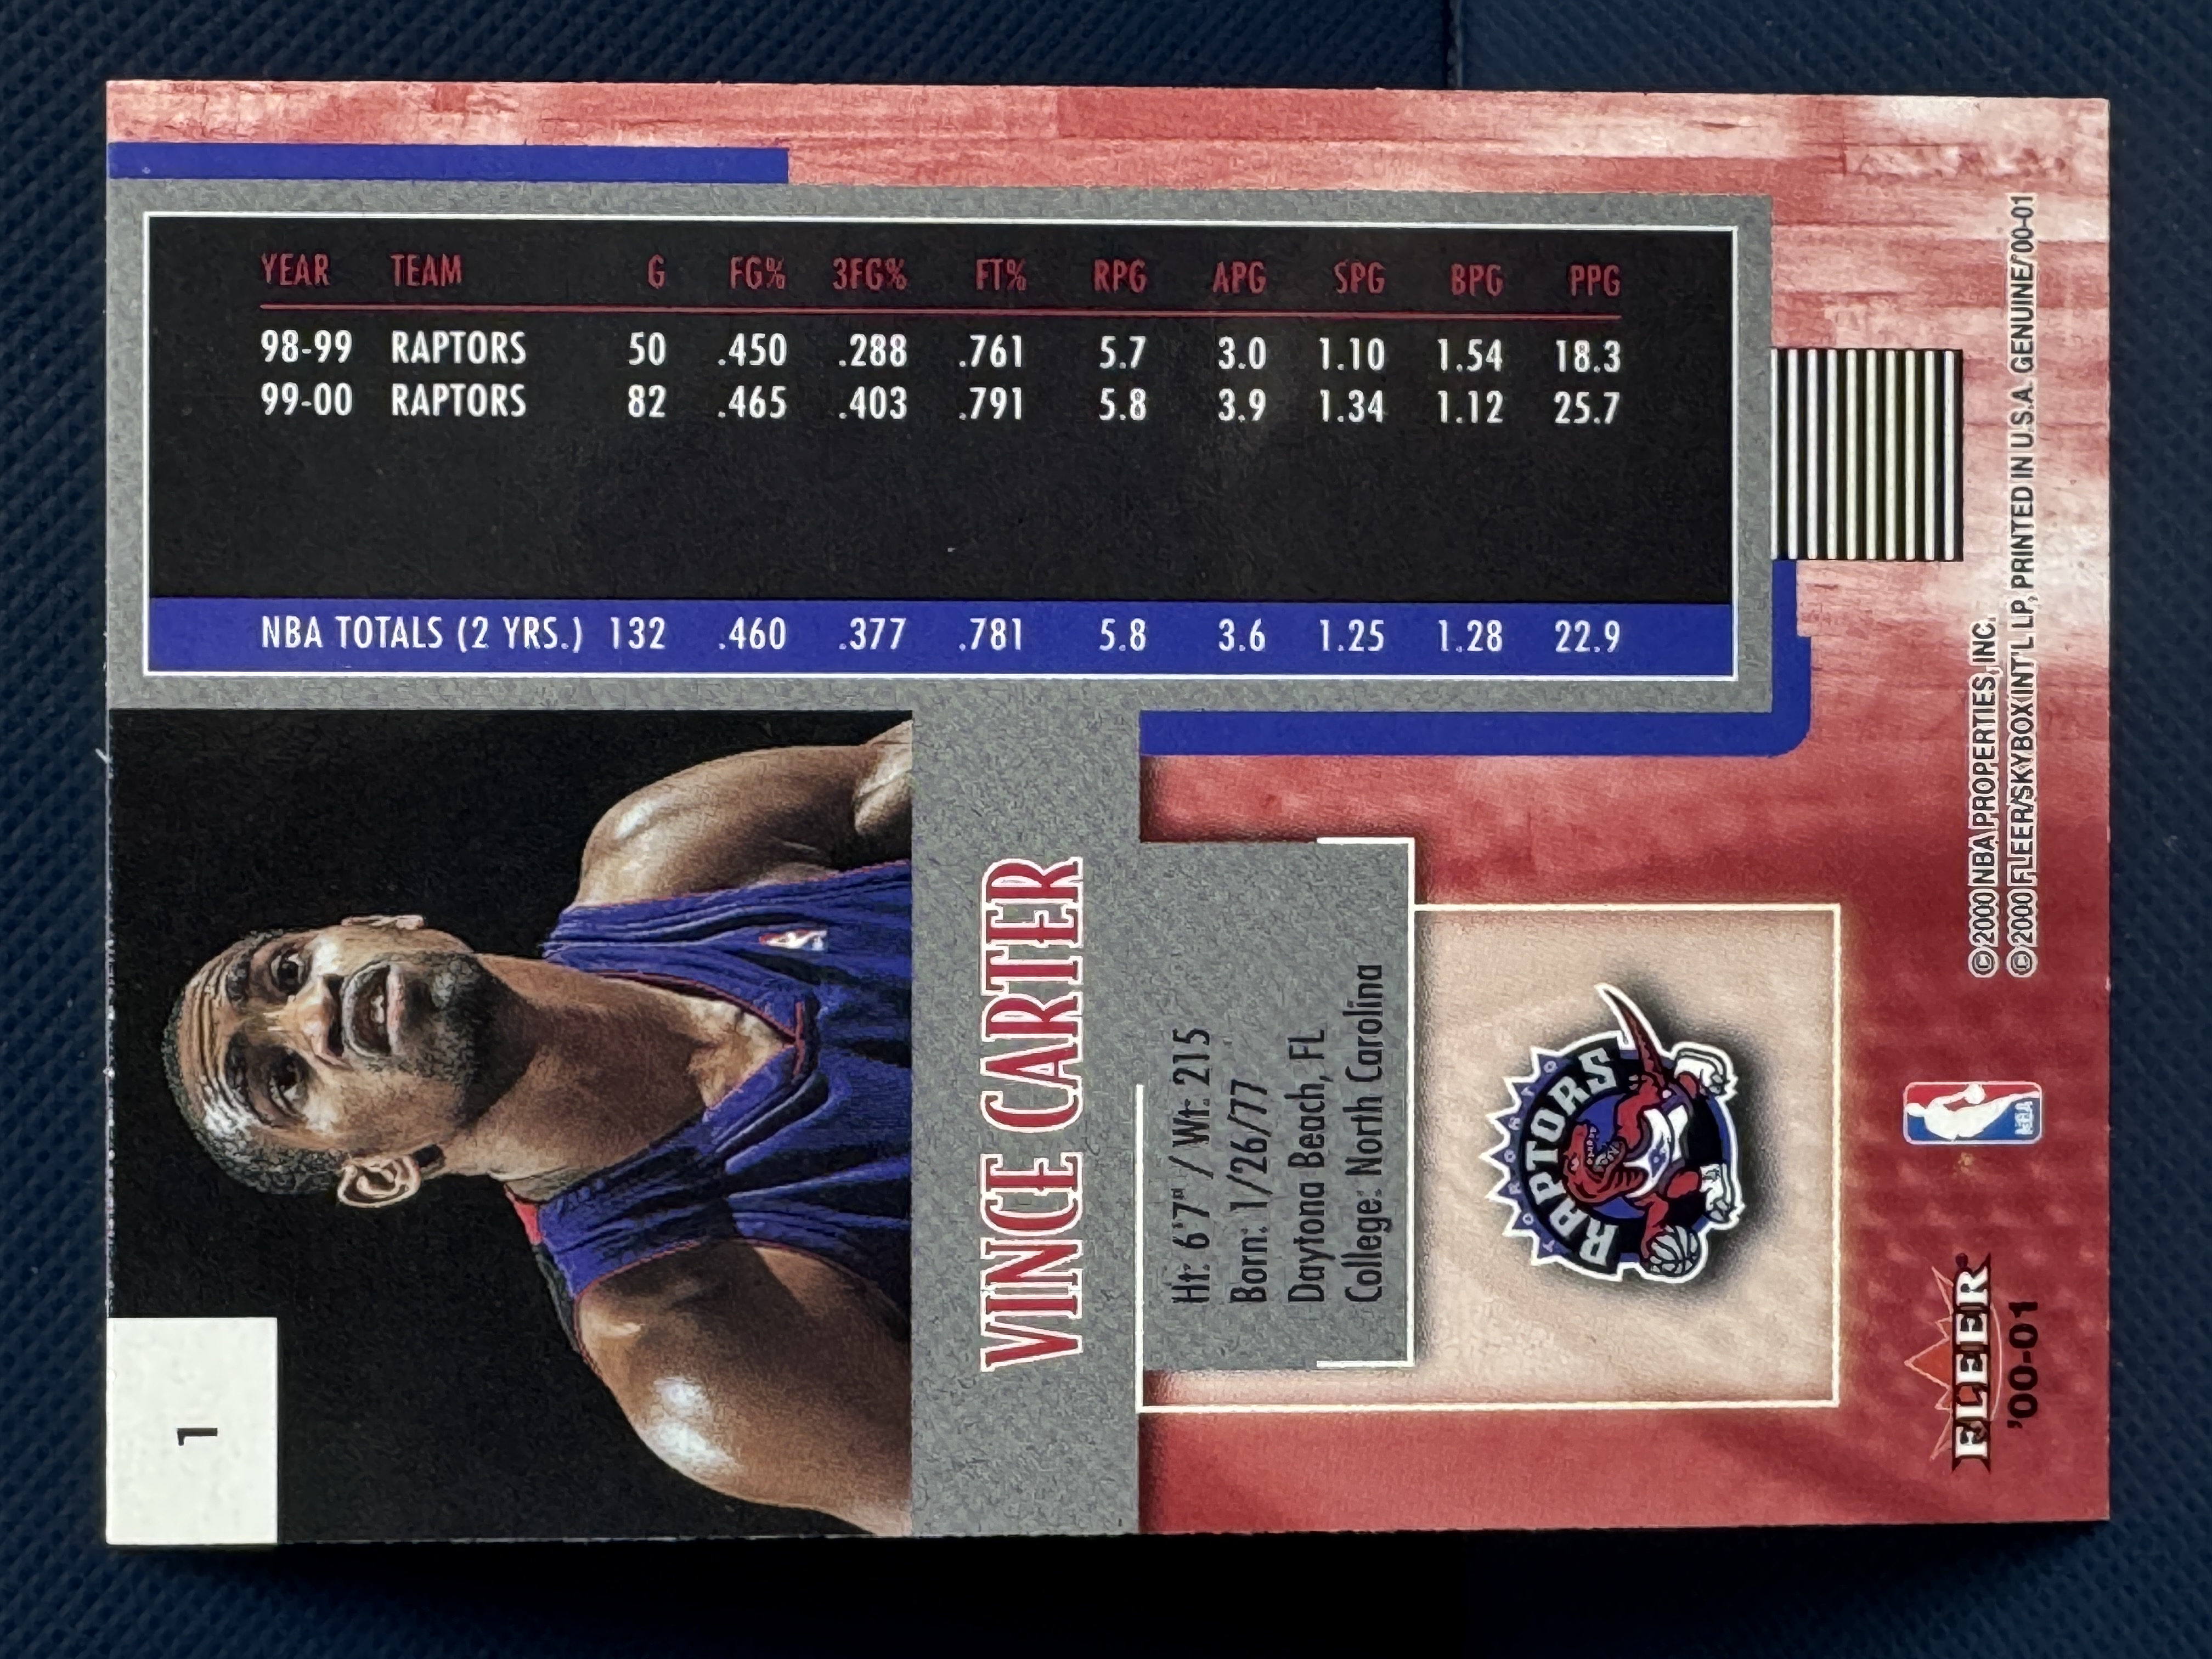 YEAR TEAM G FG% 3FG% FT% RPG APG SPG BPG PPG
98-99 RAPTORS 50 .450 .288 .761 5.7 3.0 1.10 1.54 18.3
99-00 RAPTORS 82 .465 .403 .791 5.8 3.9 1.34 1.12 25.7
NBA TOTALS (2 YRS.) 132 .460 .377 .781 5.8 3.6 1.25 1.28 22.9
1
VINCE CARTER
Ht: 6'7" / Wt: 215
Born: 1/26/77
Daytona Beach, FL
College: North Carolina
TORONTO
RAPTORS
© 2000 NBA PROPERTIES, INC.
© 2000 FLEER/SKYBOX INT'L LP, PRINTED IN U.S.A. GENUINE/00-01
NBA
FLEER
'00-01